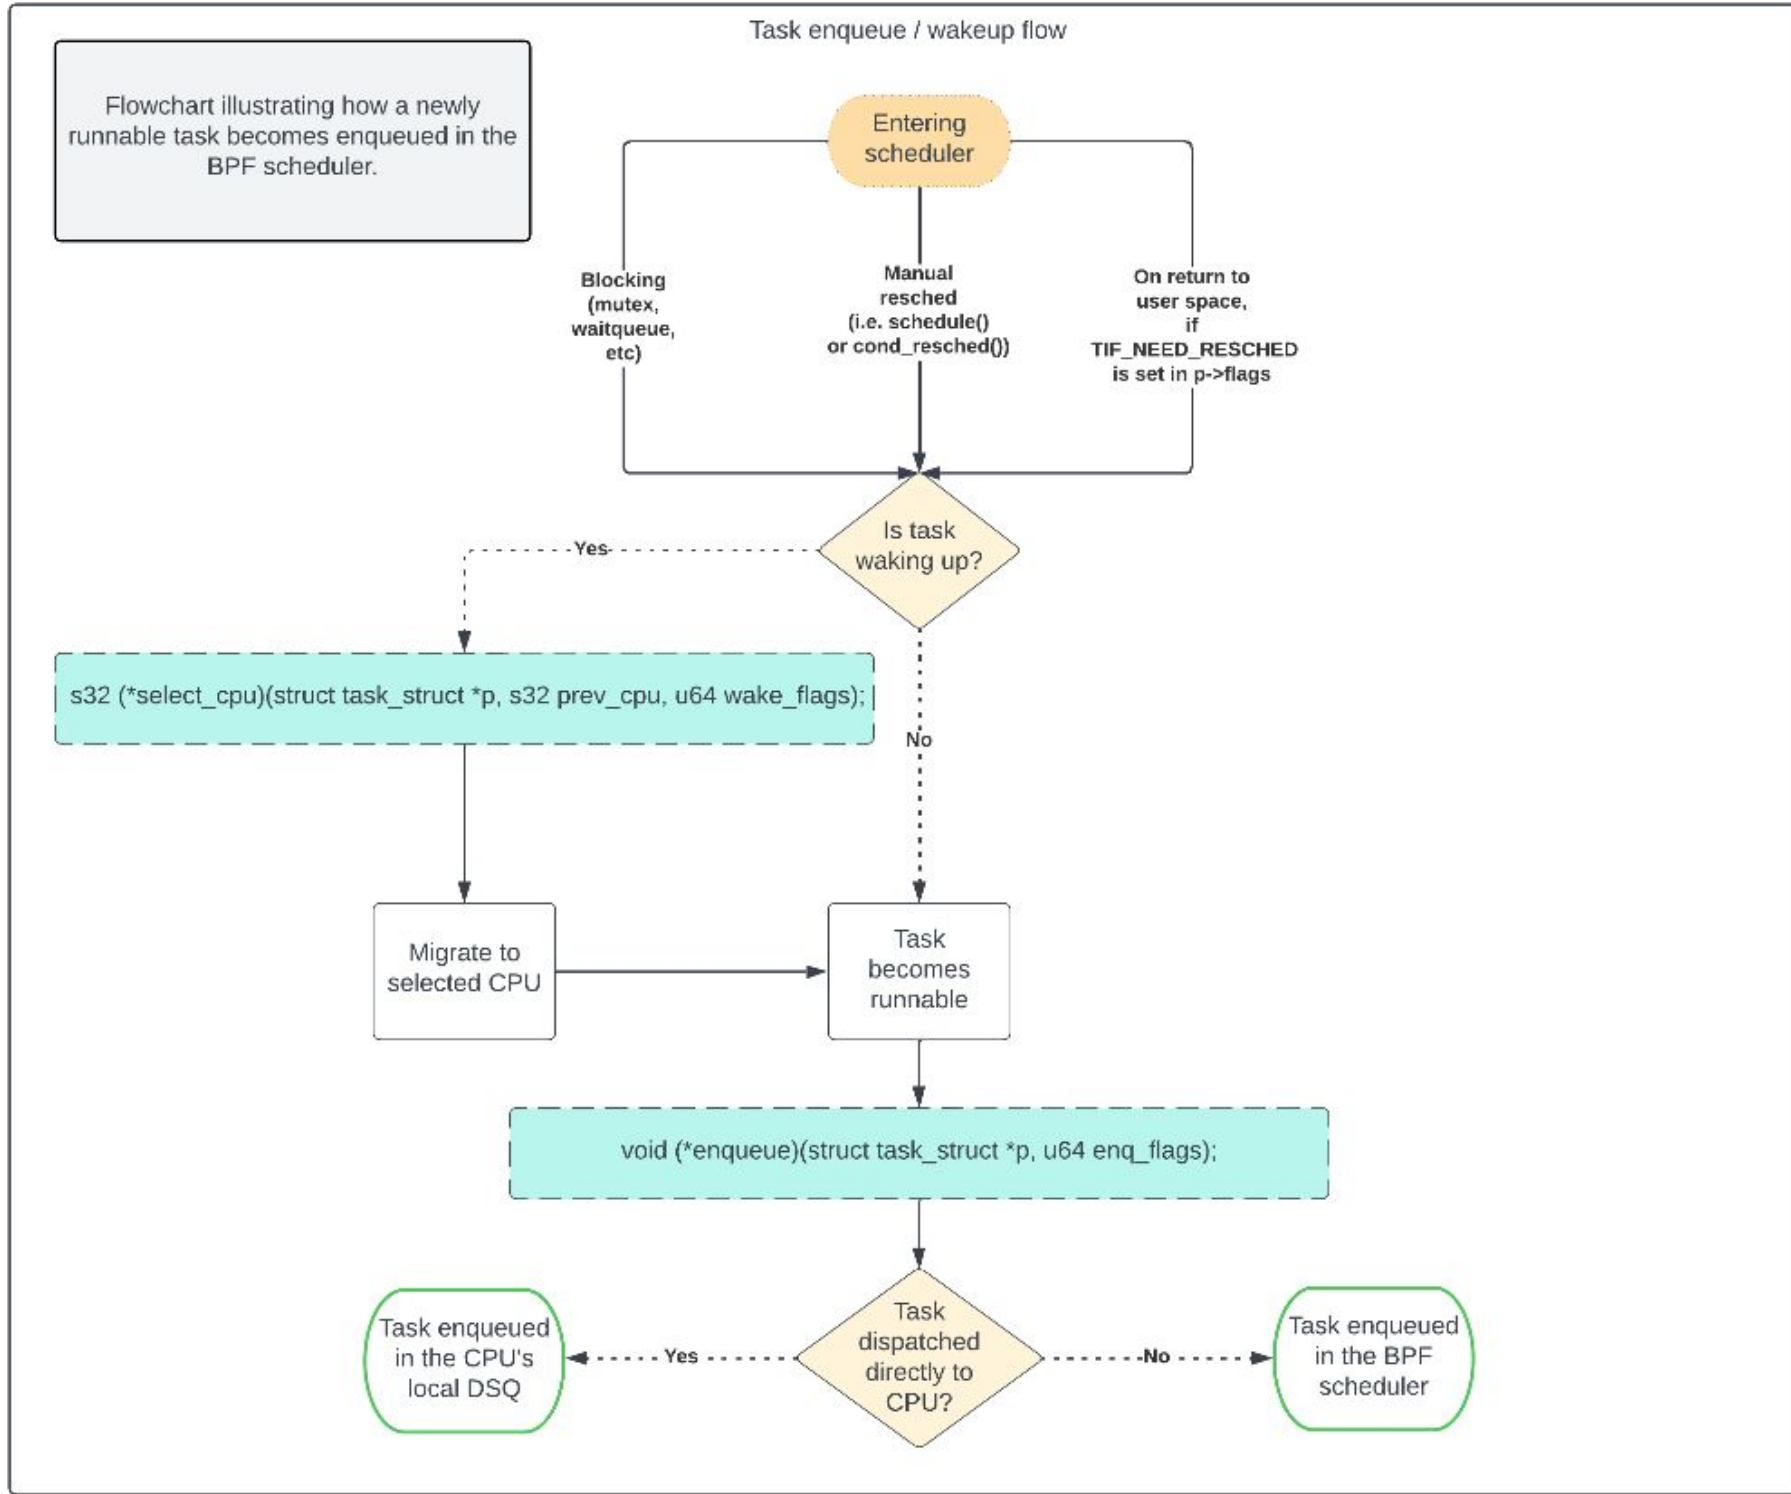 Task enqueue / wakeup flow
Flowchart illustrating how a newly
runnable task becomes enqueued in the
BPF scheduler.
Entering
scheduler
Blocking
(mutex,
waitqueue,
etc)
Manual
resched
(i.e. schedule()
or cond_resched())
On return to
user space,
if
TIF_NEED_RESCHED
is set in p->flags
Is task
waking up?
Yes
s32 (*select_cpu)(struct task_struct *p, s32 prev_cpu, u64 wake_flags);
No
Migrate to
selected CPU
Task
becomes
runnable
void (*enqueue)(struct task_struct *p, u64 enq_flags);
Task enqueued
in the CPU's
local DSQ
Yes
Task
dispatched
directly to
CPU?
No
Task enqueued
in the BPF
scheduler